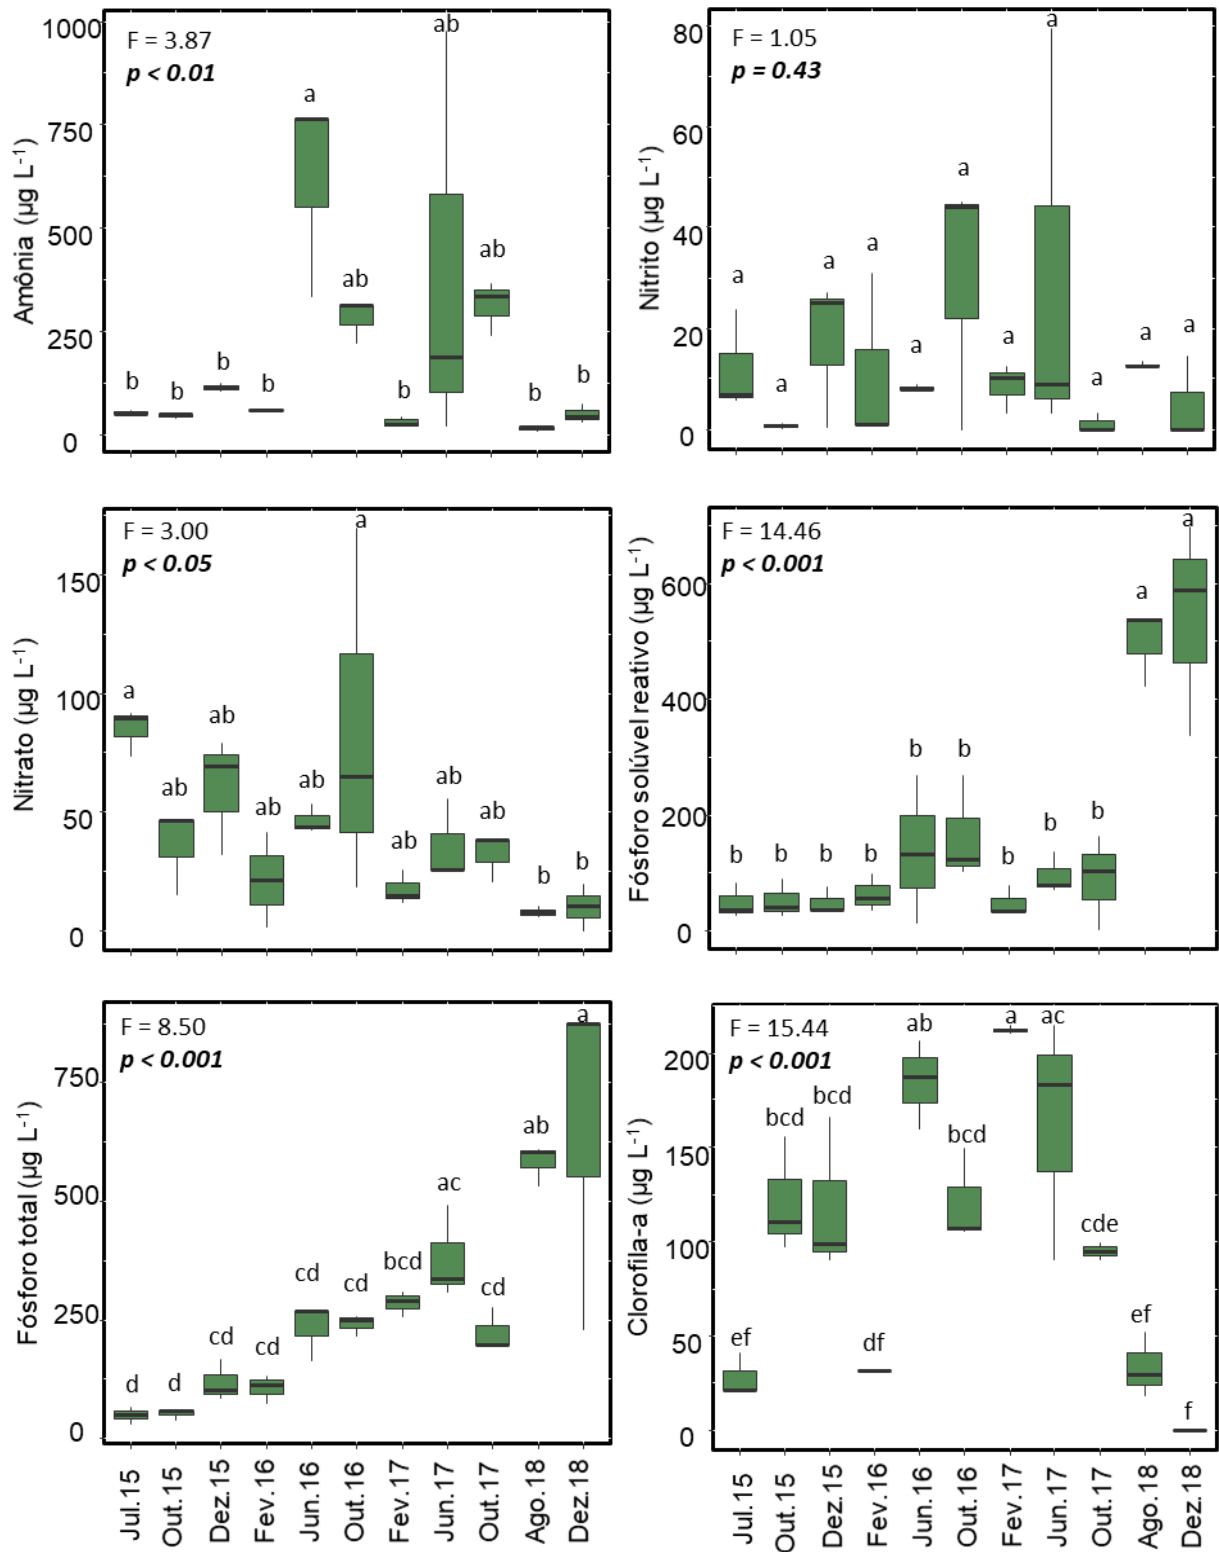 Amônia (µg L⁻¹)
1000
750
500
250
0
F = 3.87
p < 0.01
b
b
b
b
a
ab
b
ab
ab
b
b
Nitrito (µg L⁻¹)
80
60
40
20
0
F = 1.05
p = 0.43
a
a
a
a
a
a
a
a
a
a
a
Nitrato (µg L⁻¹)
150
100
50
0
F = 3.00
p < 0.05
a
ab
ab
ab
ab
a
ab
ab
ab
b
b
Fósforo solúvel reativo (µg L⁻¹)
600
400
200
0
F = 14.46
p < 0.001
b
b
b
b
b
b
b
b
b
a
a
Fósforo total (µg L⁻¹)
750
500
250
0
F = 8.50
p < 0.001
d
d
cd
cd
cd
cd
bcd
ac
cd
ab
a
Jul.15
Out.15
Dez.15
Fev.16
Jun.16
Out.16
Fev.17
Jun.17
Out.17
Ago.18
Dez.18
Clorofila-a (µg L⁻¹)
200
150
100
50
0
F = 15.44
p < 0.001
ef
bcd
bcd
df
ab
bcd
a
ac
cde
ef
f
Jul.15
Out.15
Dez.15
Fev.16
Jun.16
Out.16
Fev.17
Jun.17
Out.17
Ago.18
Dez.18